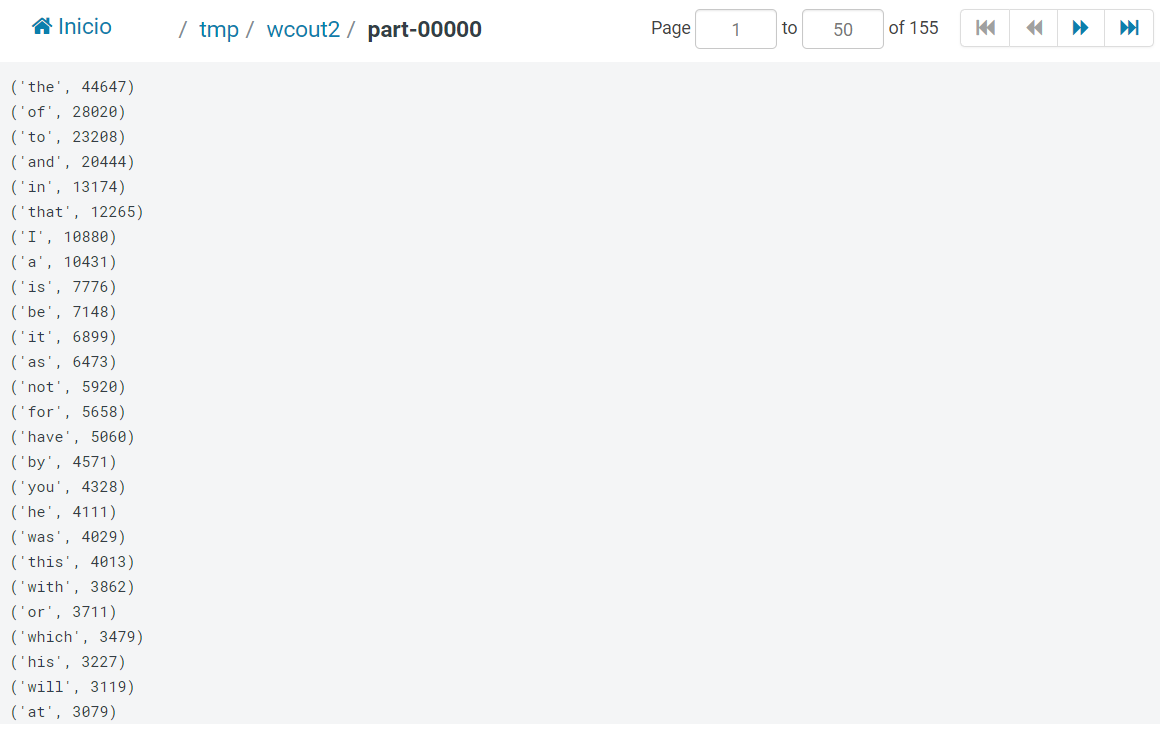 Inicio / tmp / wcout2 / part-00000 Page 1 to 50 of 155
('the', 44647)
('of', 28020)
('to', 23208)
('and', 20444)
('in', 13174)
('that', 12265)
('I', 10880)
('a', 10431)
('is', 7776)
('be', 7148)
('it', 6899)
('as', 6473)
('not', 5920)
('for', 5658)
('have', 5060)
('by', 4571)
('you', 4328)
('he', 4111)
('was', 4029)
('this', 4013)
('with', 3862)
('or', 3711)
('which', 3479)
('his', 3227)
('will', 3119)
('at', 3079)